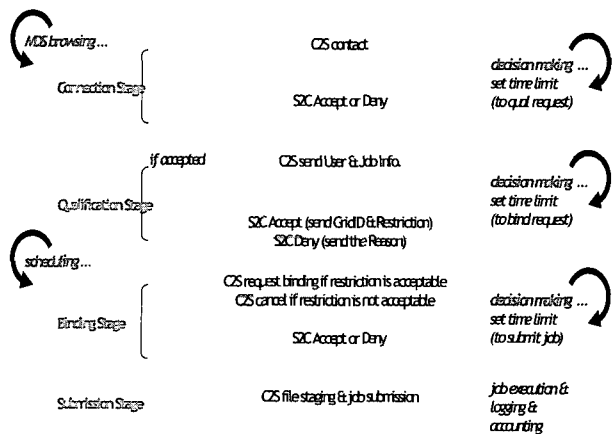 MDS browsing ...
C2S contact
decision making ...
set time limit
(to qual request)
Connection Stage
S2C Accept or Deny
if accepted
C2S send User & Job Info.
decision making ...
set time limit
(to bind request)
Qualification Stage
S2C Accept (send GridID & Restriction)
S2C Deny (send the Reason)
scheduling ...
C2S request binding if restriction is acceptable
C2S cancel if restriction is not acceptable
decision making ...
set time limit
(to submit job)
Binding Stage
S2C Accept or Deny
Submission Stage
C2S file staging & job submission
job execution &
logging &
accounting